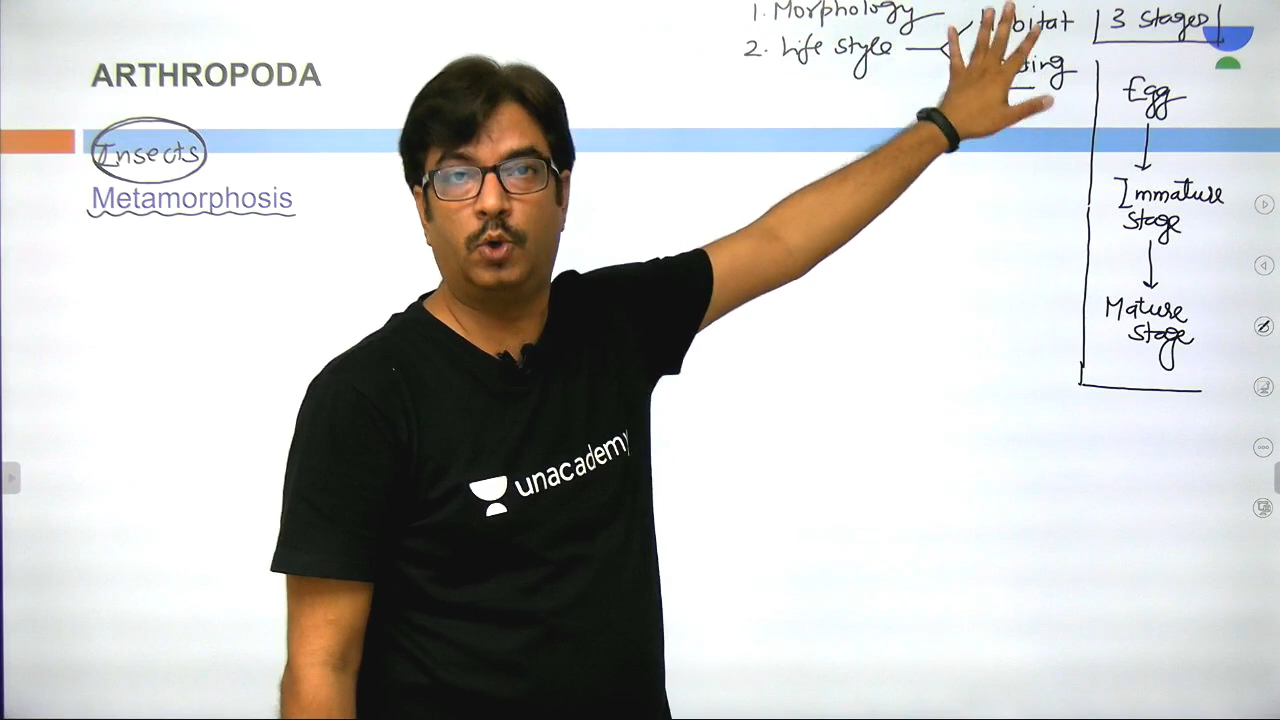 ARTHROPODA
Insects
Metamorphosis
1. Morphology
2. Life style
3 stages
Egg
Immature
stage
Mature
stage
unacademy